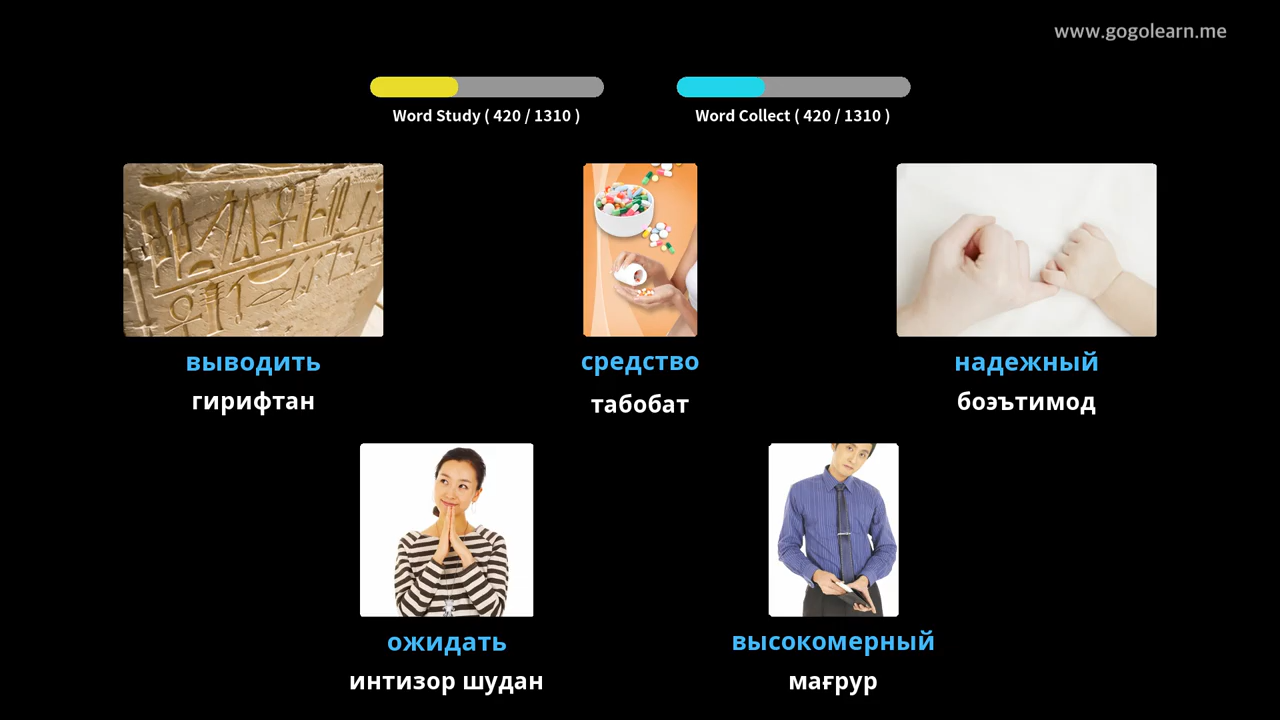 www.gogolearn.me
Word Study ( 420 / 1310 )
Word Collect ( 420 / 1310 )
выводить
средство
надежный
гирифтан
табобат
боэътимод
ожидать
высокомерный
интизор шудан
мағрур